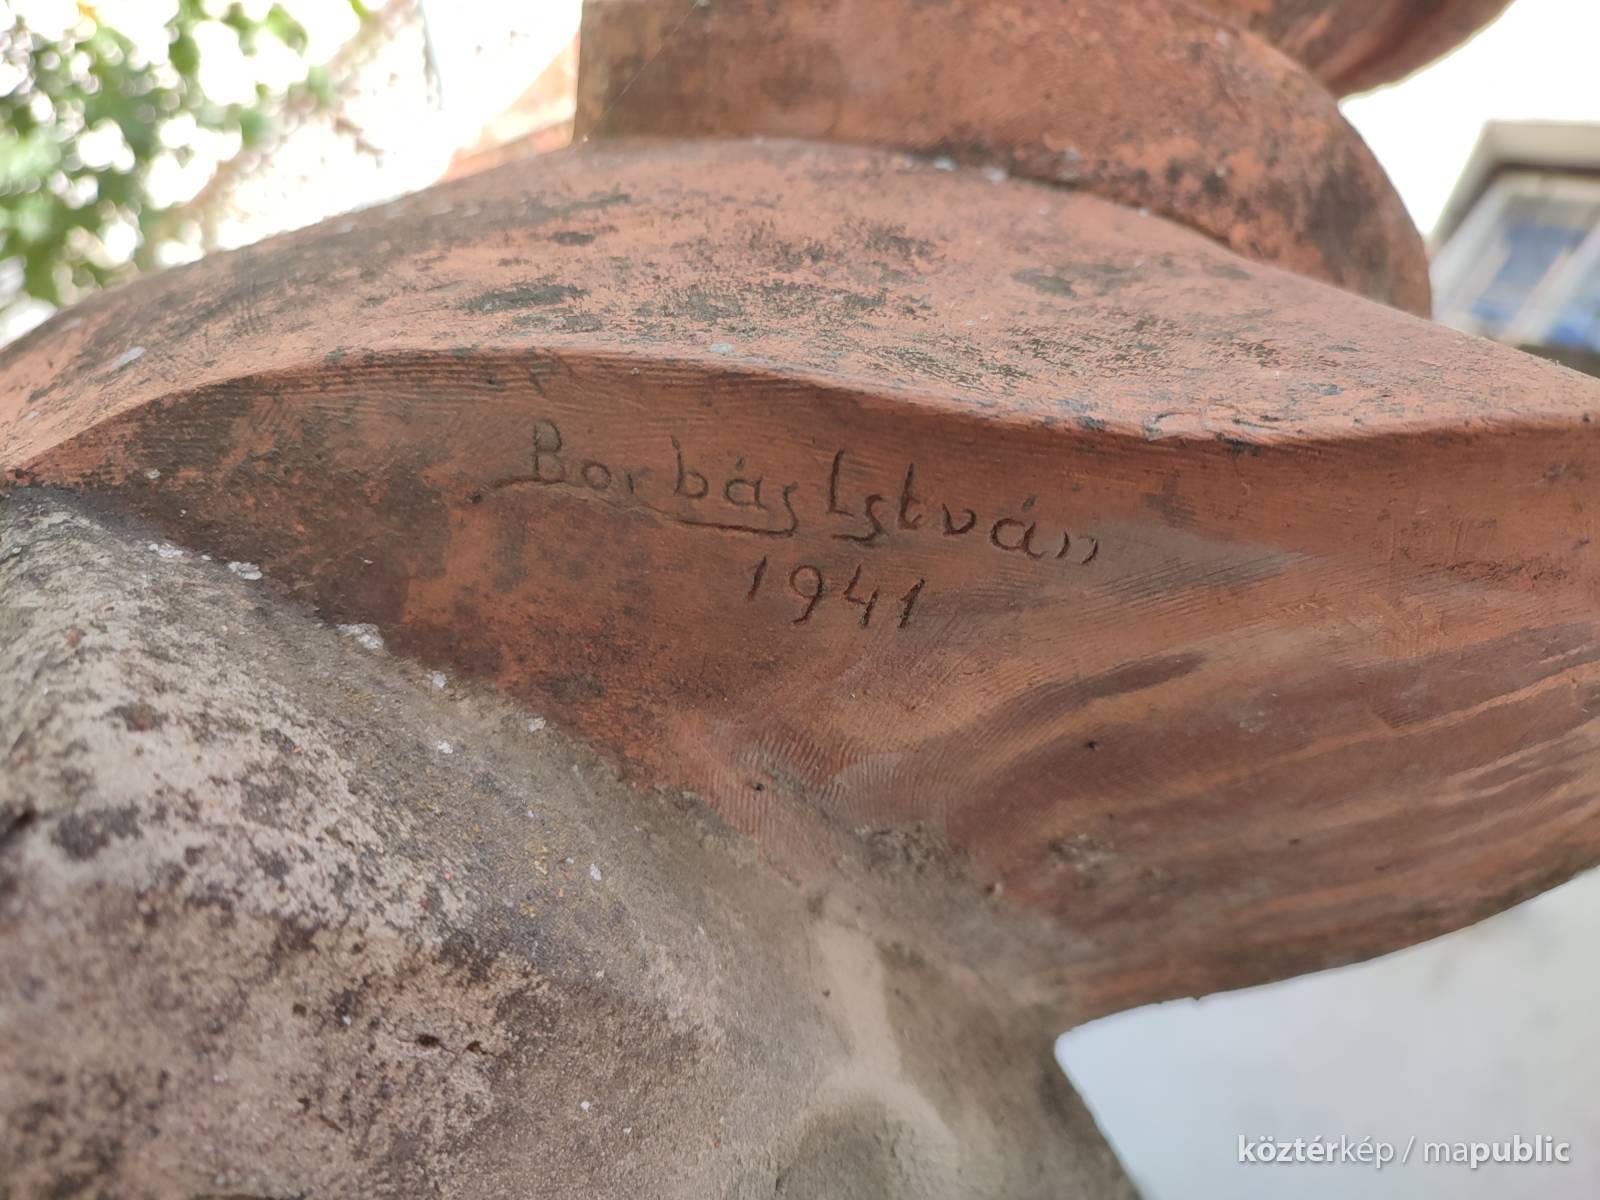 Borbás István
1941
köztérkép / mapublic